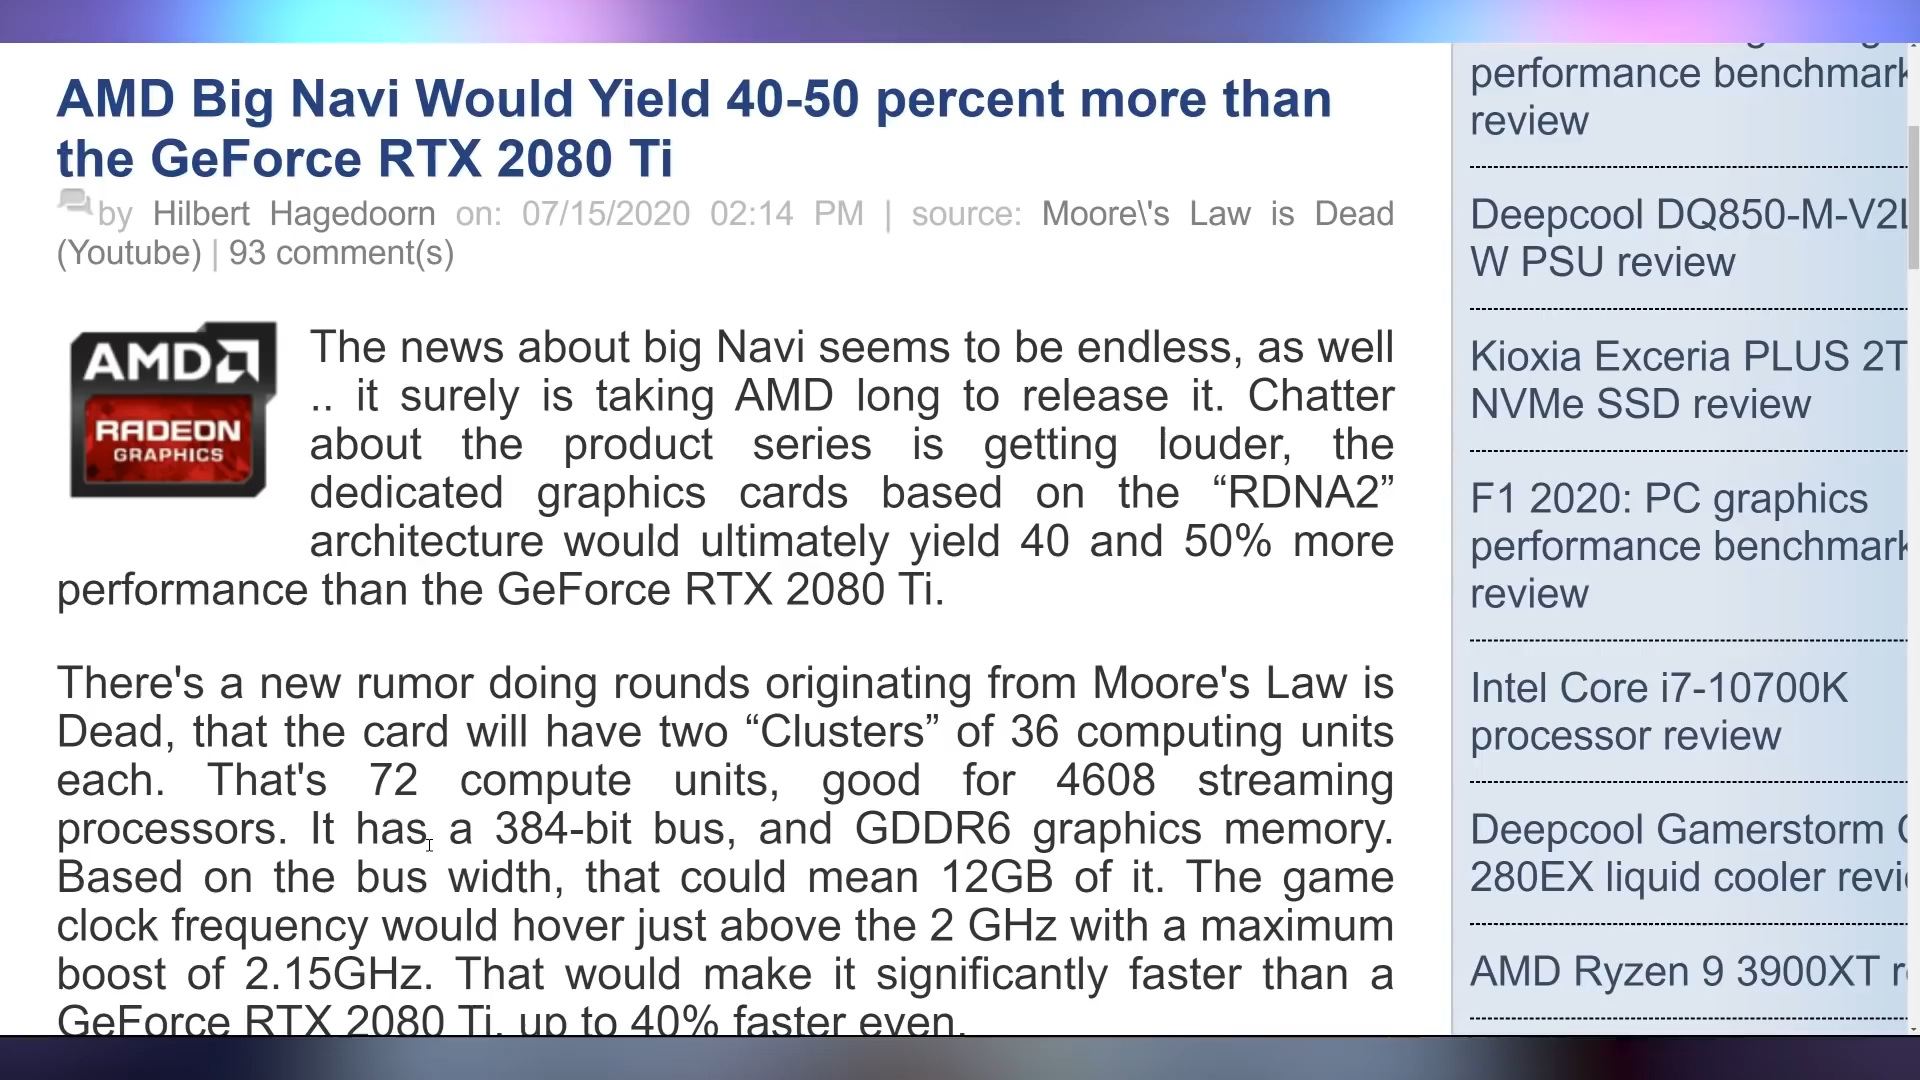 AMD Big Navi Would Yield 40-50 percent more than
the GeForce RTX 2080 Ti
by Hilbert Hagedoorn on: 07/15/2020 02:14 PM | source: Moore\'s Law is Dead
(Youtube) | 93 comment(s)
AMD
RADEON
GRAPHICS
The news about big Navi seems to be endless, as well
.. it surely is taking AMD long to release it. Chatter
about the product series is getting louder, the
dedicated graphics cards based on the “RDNA2”
architecture would ultimately yield 40 and 50% more
performance than the GeForce RTX 2080 Ti.
There's a new rumor doing rounds originating from Moore's Law is
Dead, that the card will have two “Clusters” of 36 computing units
each. That's 72 compute units, good for 4608 streaming
processors. It has a 384-bit bus, and GDDR6 graphics memory.
Based on the bus width, that could mean 12GB of it. The game
clock frequency would hover just above the 2 GHz with a maximum
boost of 2.15GHz. That would make it significantly faster than a
GeForce RTX 2080 Ti, up to 40% faster even.
performance benchmark
review
Deepcool DQ850-M-V2L
W PSU review
Kioxia Exceria PLUS 2T
NVMe SSD review
F1 2020: PC graphics
performance benchmark
review
Intel Core i7-10700K
processor review
Deepcool Gamerstorm
280EX liquid cooler revi
AMD Ryzen 9 3900XT r